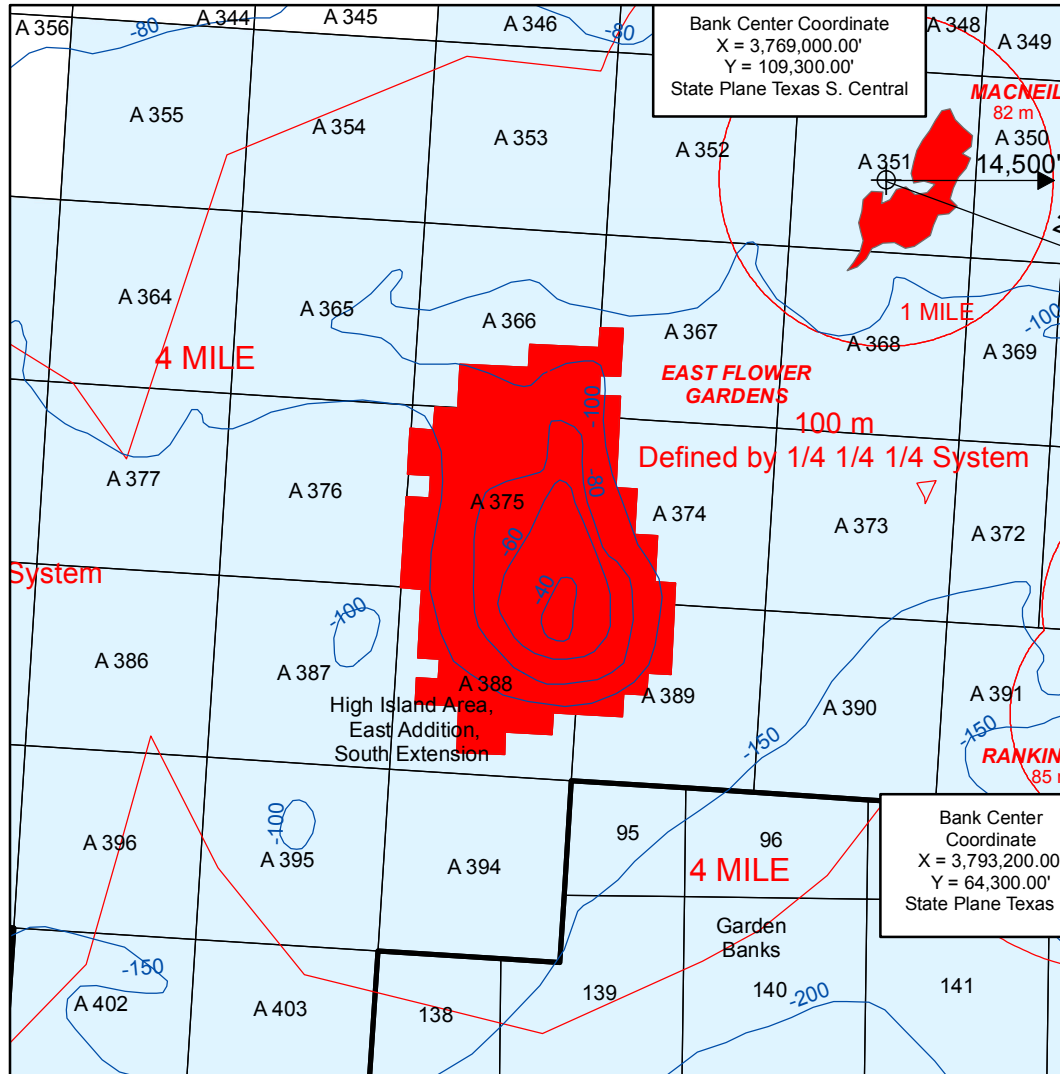 A 356
-80
A 344
A 345
A 346
-80
Bank Center Coordinate
X = 3,769,000.00'
Y = 109,300.00'
State Plane Texas S. Central
A 348
A 349
A 355
A 354
A 353
A 352
MACNEIL
82 m
A 350
A 351
14,500'
A 364
A 365
A 366
A 367
1 MILE
-100
A 368
A 369
4 MILE
EAST FLOWER
GARDENS
-100
100 m
Defined by 1/4 1/4 1/4 System
A 377
A 376
A 375
-80
A 374
A 373
A 372
-60
System
-40
-100
A 386
A 387
A 388
A 389
A 390
A 391
High Island Area,
East Addition,
South Extension
-150
-150
RANKIN
85
-100
A 396
A 395
A 394
95
96
4 MILE
Bank Center
Coordinate
X = 3,793,200.00
Y = 64,300.00'
State Plane Texas
Garden
Banks
-150
A 402
A 403
138
139
140
-200
141